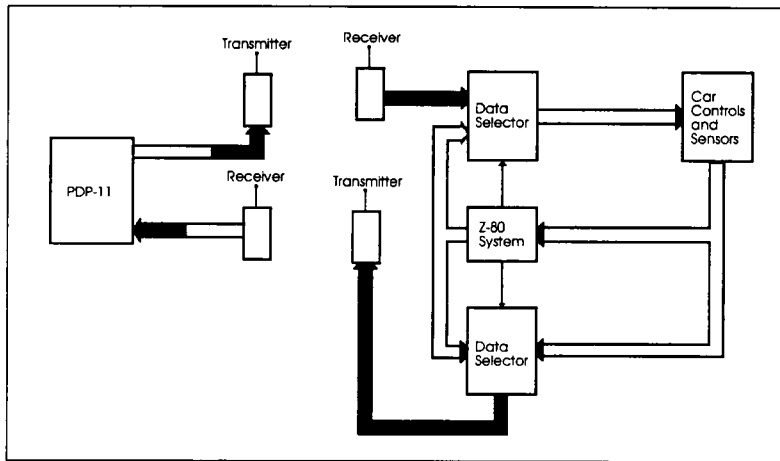 Transmitter
PDP-11
Receiver
Receiver
Data
Selector
Car
Controls
and
Sensors
Transmitter
Z-80
System
Data
Selector